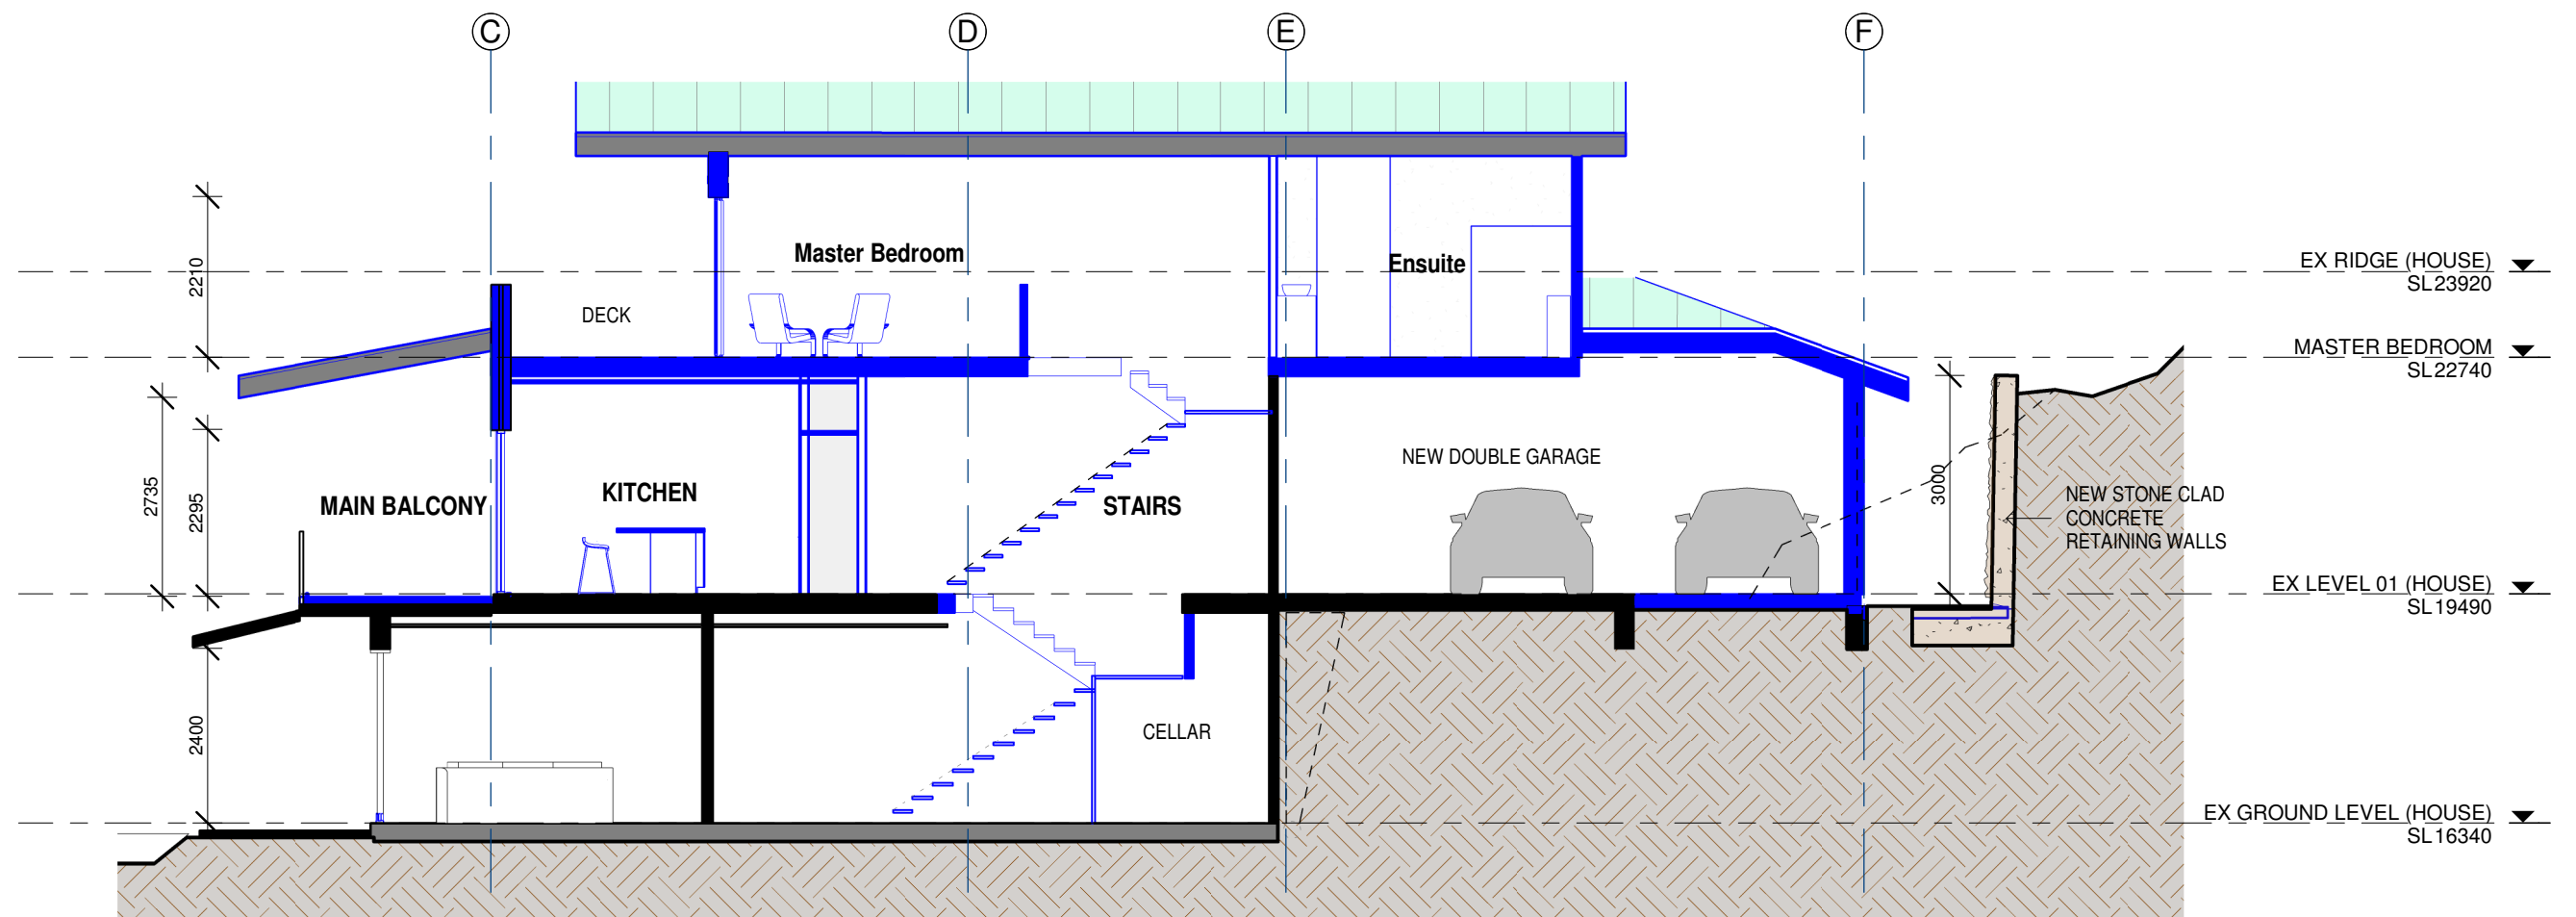 C
D
E
F
2210
Master Bedroom
Ensuite
EX RIDGE (HOUSE)
SL23920
DECK
MASTER BEDROOM
SL22740
2735
2295
MAIN BALCONY
KITCHEN
STAIRS
NEW DOUBLE GARAGE
3000
NEW STONE CLAD
CONCRETE
RETAINING WALLS
EX LEVEL 01 (HOUSE)
SL19490
2400
CELLAR
EX GROUND LEVEL (HOUSE)
SL16340